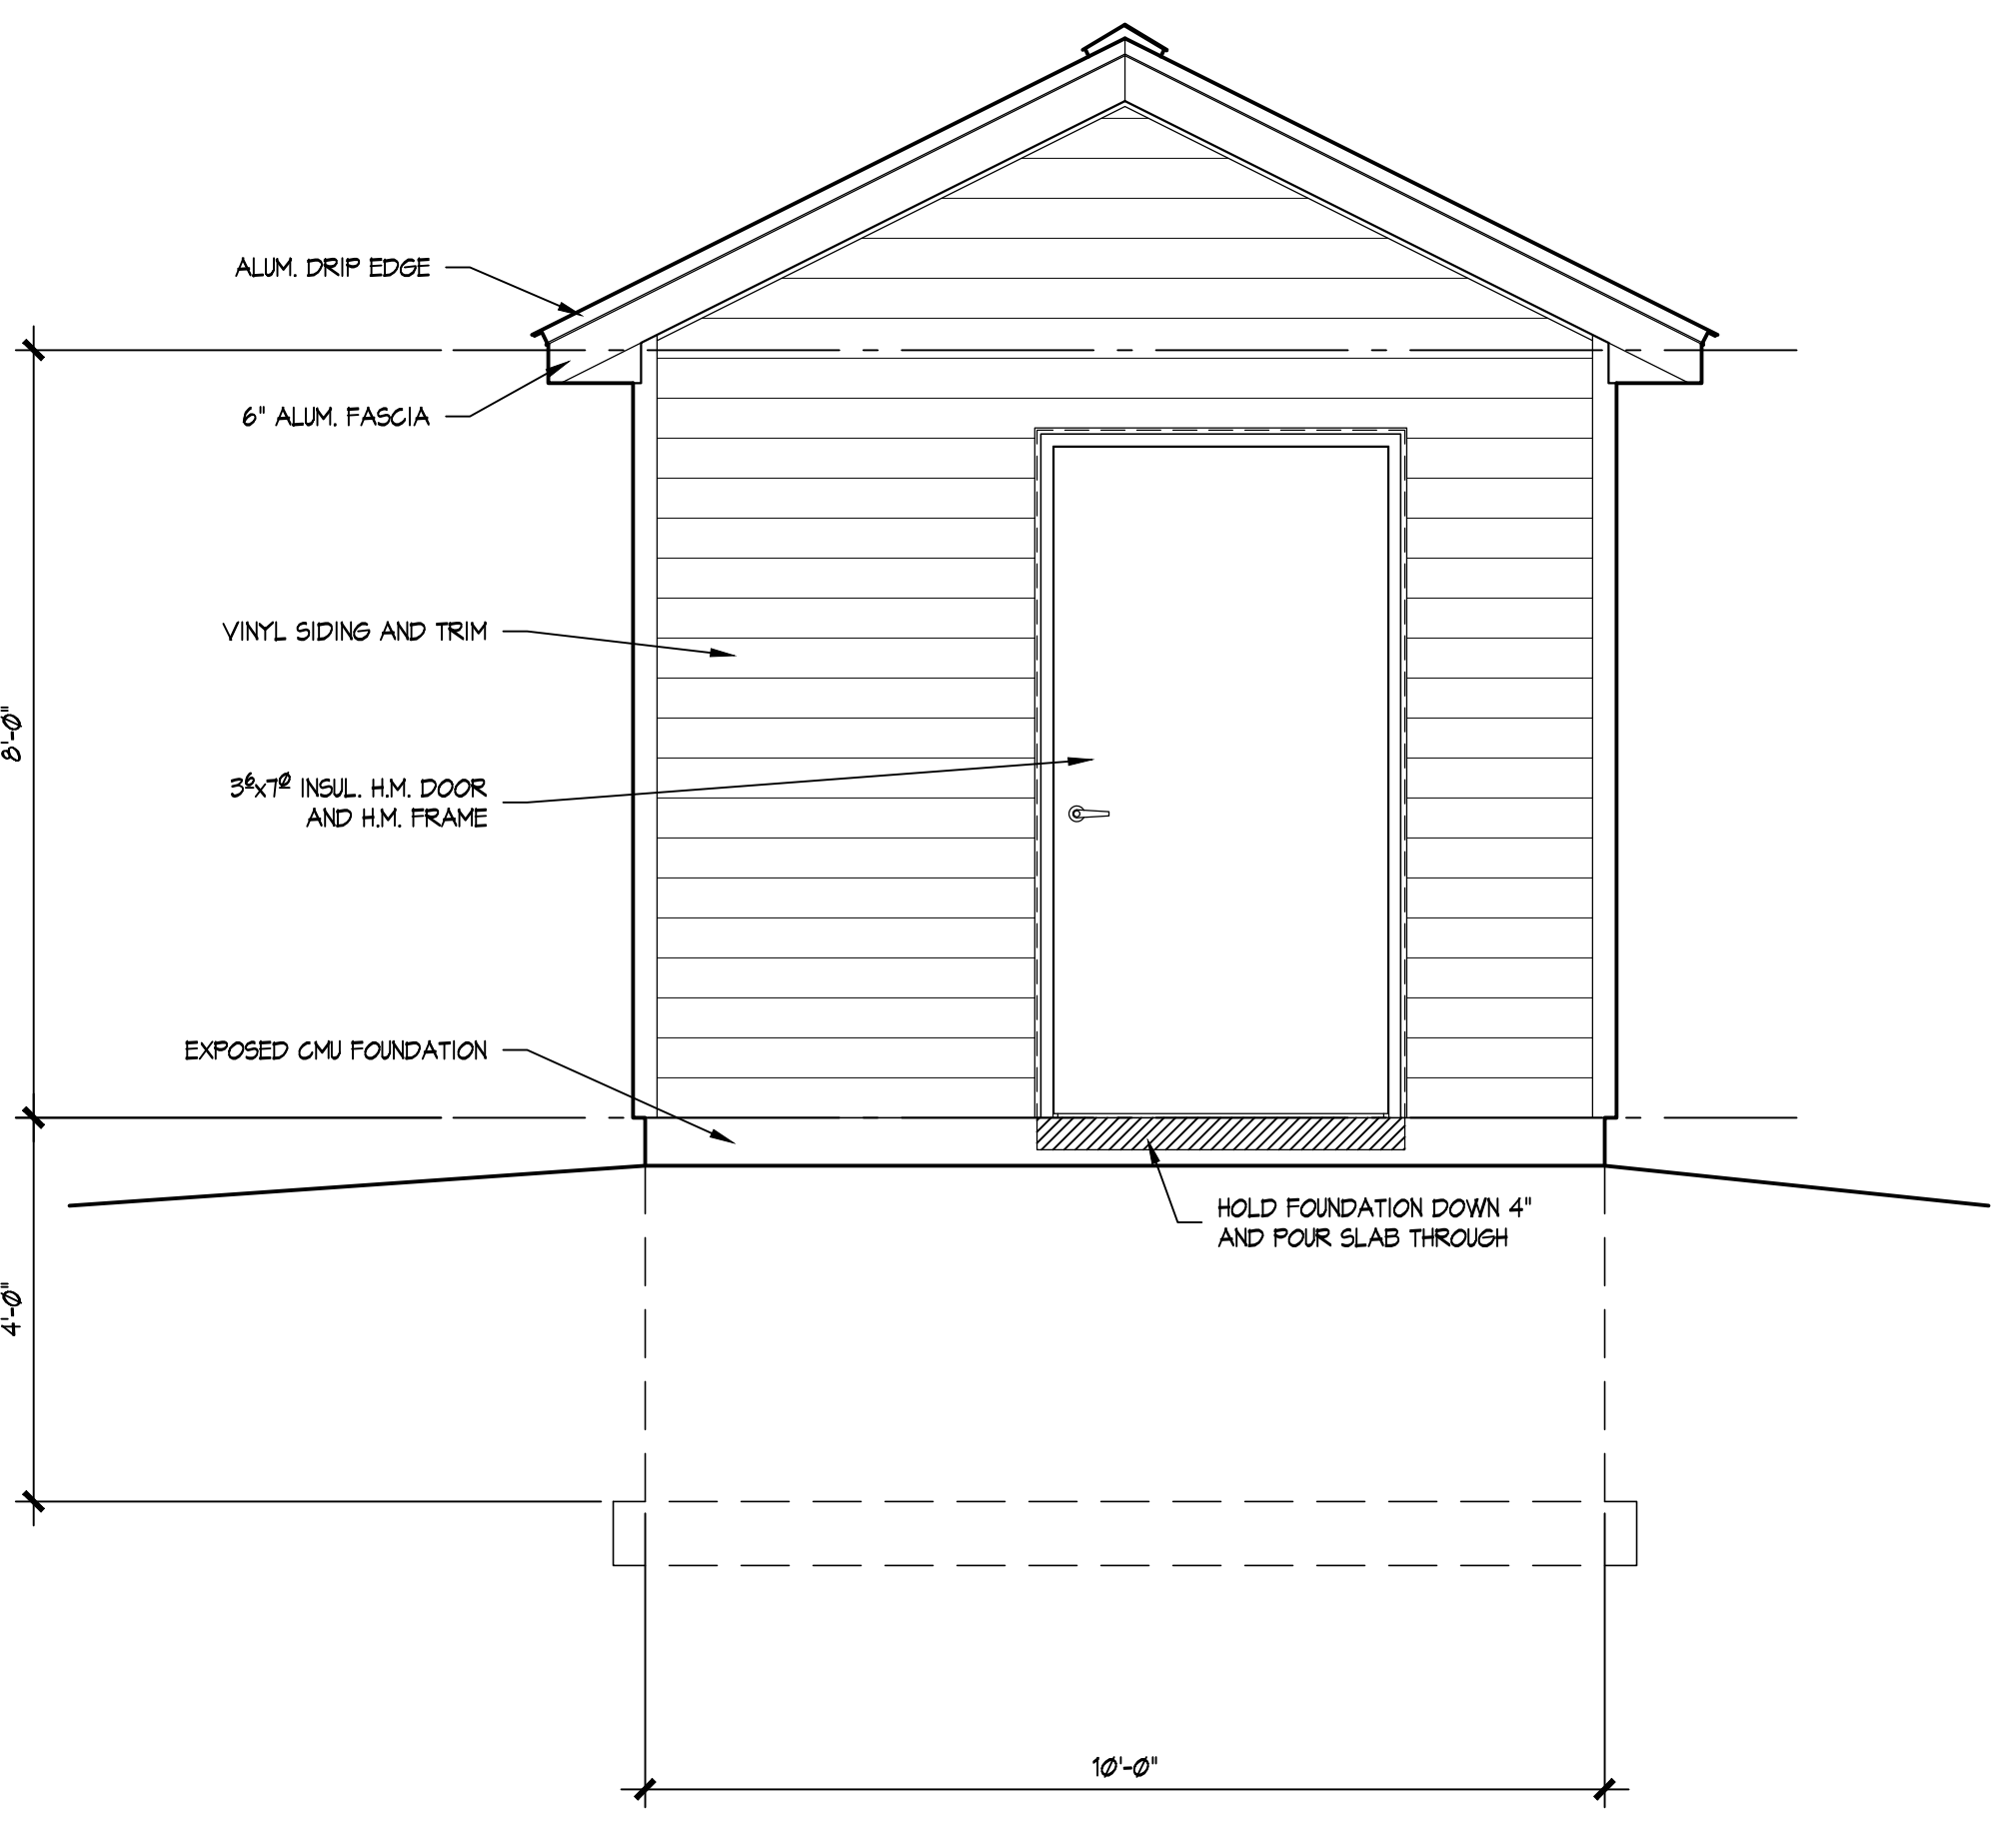 ALUM. DRIP EDGE
6" ALUM. FASCIA
VINYL SIDING AND TRIM
8'-0"
3⁶x7⁰ INSUL. H.M. DOOR
AND H.M. FRAME
EXPOSED CMU FOUNDATION
HOLD FOUNDATION DOWN 4"
AND POUR SLAB THROUGH
4'-0"
10'-0"